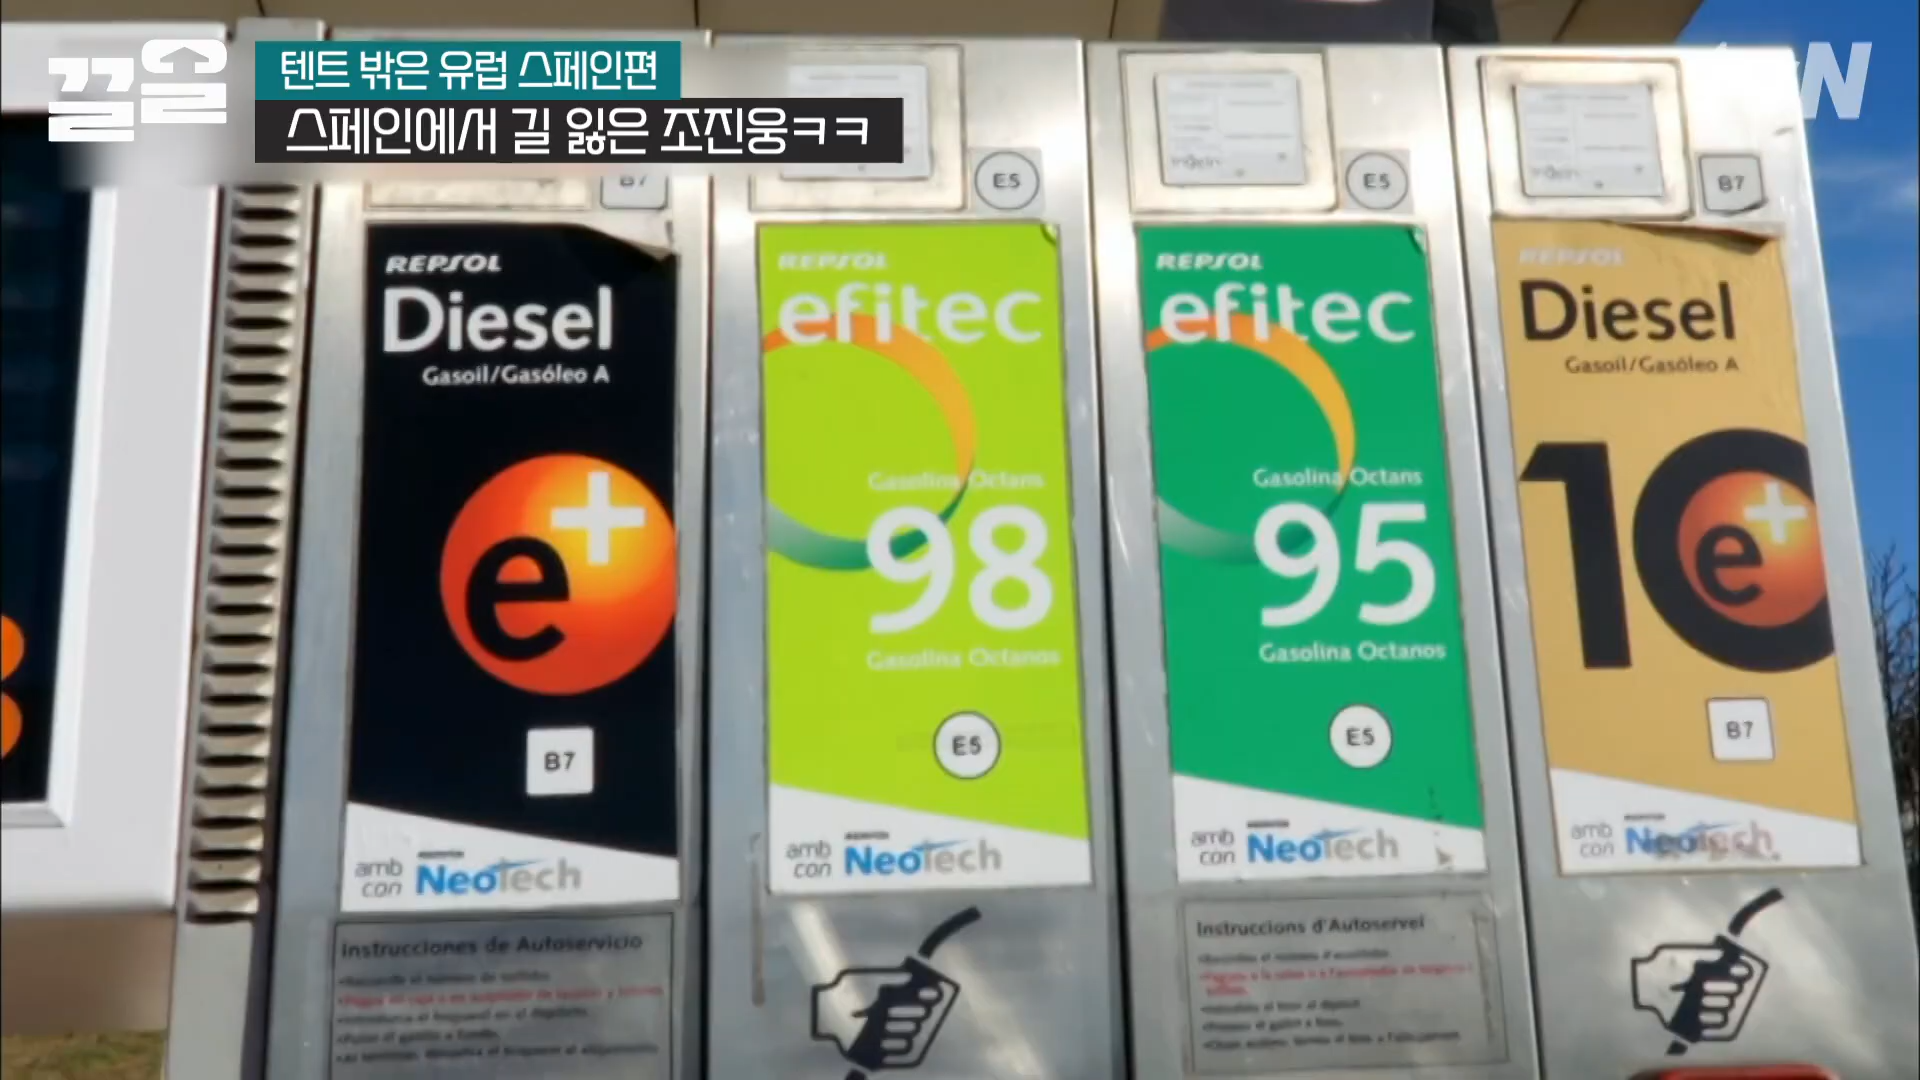 끌올
텐트 밖은 유럽 스페인편
스페인에서 길 잃은 조진웅ㅋㅋ
N
B7
E5
E5
B7
REPSOL
Diesel
Gasoil/Gasóleo A
e+
B7
amb
con
NeoTech
REPSOL
efitec
Gasolina Octans
98
Gasolina Octanos
E5
amb
con
NeoTech
REPSOL
efitec
Gasolina Octans
95
Gasolina Octanos
E5
amb
con
NeoTech
REPSOL
Diesel
Gasoil/Gasóleo A
10
e+
B7
amb
con
NeoTech
Instrucciones de Autoservicio
Instruccions d'Autoservei